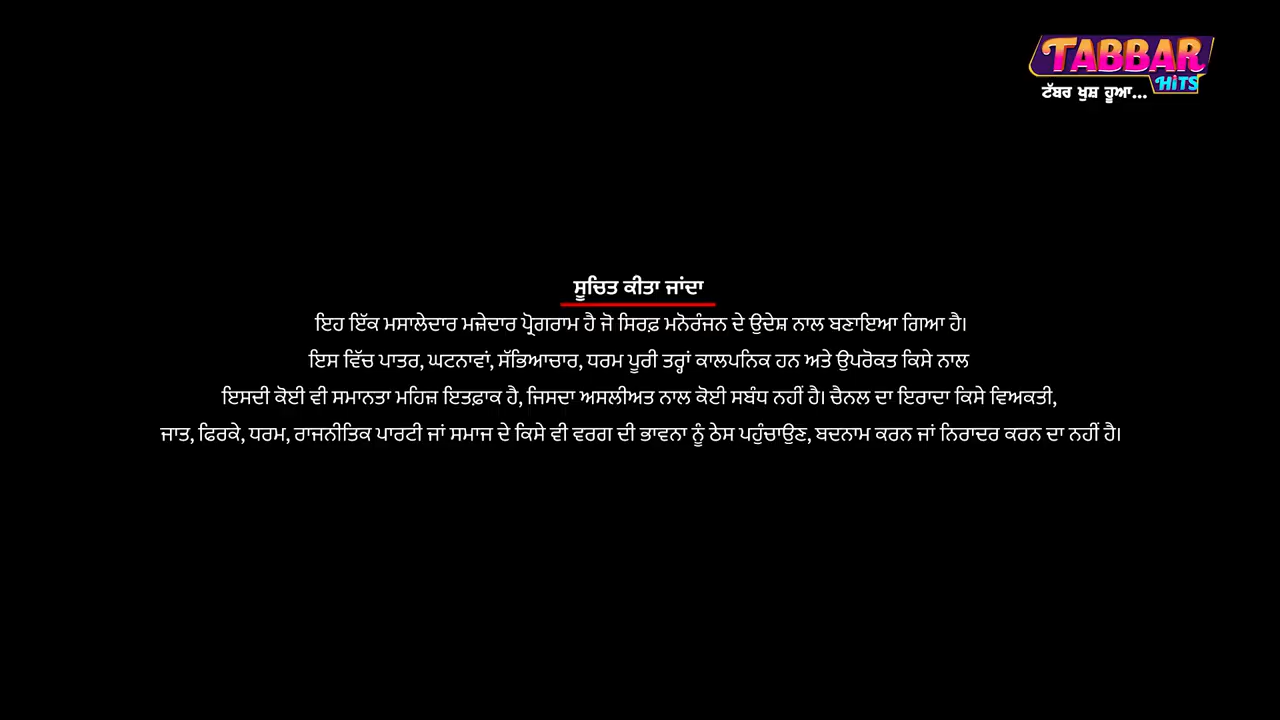 TABBAR
HiTS
ਟੱਬਰ ਖੁਸ਼ ਹੂਆ...
ਸੂਚਿਤ ਕੀਤਾ ਜਾਂਦਾ
ਇਹ ਇੱਕ ਮਸਾਲੇਦਾਰ ਮਜ਼ੇਦਾਰ ਪ੍ਰੋਗਰਾਮ ਹੈ ਜੋ ਸਿਰਫ਼ ਮਨੋਰੰਜਨ ਦੇ ਉਦੇਸ਼ ਨਾਲ ਬਣਾਇਆ ਗਿਆ ਹੈ।
ਇਸ ਵਿੱਚ ਪਾਤਰ, ਘਟਨਾਵਾਂ, ਸੱਭਿਆਚਾਰ, ਧਰਮ ਪੂਰੀ ਤਰ੍ਹਾਂ ਕਾਲਪਨਿਕ ਹਨ ਅਤੇ ਉਪਰੋਕਤ ਕਿਸੇ ਨਾਲ
ਇਸਦੀ ਕੋਈ ਵੀ ਸਮਾਨਤਾ ਮਹਿਜ਼ ਇਤਫ਼ਾਕ ਹੈ, ਜਿਸਦਾ ਅਸਲੀਅਤ ਨਾਲ ਕੋਈ ਸਬੰਧ ਨਹੀਂ ਹੈ। ਚੈਨਲ ਦਾ ਇਰਾਦਾ ਕਿਸੇ ਵਿਅਕਤੀ,
ਜਾਤ, ਫਿਰਕੇ, ਧਰਮ, ਰਾਜਨੀਤਿਕ ਪਾਰਟੀ ਜਾਂ ਸਮਾਜ ਦੇ ਕਿਸੇ ਵੀ ਵਰਗ ਦੀ ਭਾਵਨਾ ਨੂੰ ਠੇਸ ਪਹੁੰਚਾਉਣ, ਬਦਨਾਮ ਕਰਨ ਜਾਂ ਨਿਰਾਦਰ ਕਰਨ ਦਾ ਨਹੀਂ ਹੈ।